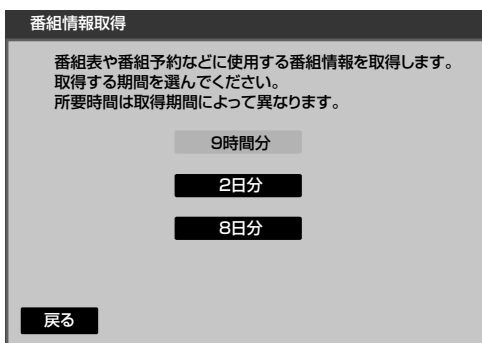 番組情報取得
番組表や番組予約などに使用する番組情報を取得します。
取得する期間を選んでください。
所要時間は取得期間によって異なります。
9時間分
2日分
8日分
戻る